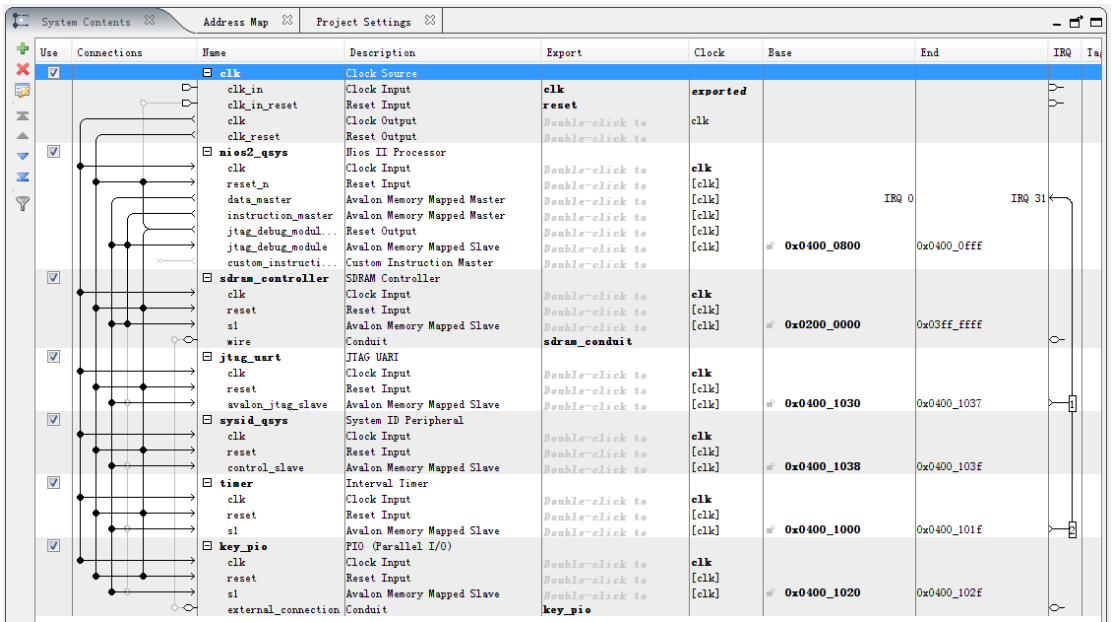 System Contents Address Map Project Settings
Use Connections Name Description Export Clock Base End IRQ Ta
clk Clock Source
clk_in Clock Input clk exported
clk_in_reset Reset Input reset
clk Clock Output Double-click to clk
clk_reset Reset Output Double-click to
nios2_qsys Nios II Processor
clk Clock Input Double-click to clk
reset_n Reset Input Double-click to [clk]
data_master Avalon Memory Mapped Master Double-click to [clk] IRQ 0 IRQ 31
instruction_master Avalon Memory Mapped Master Double-click to [clk]
jtag_debug_modul... Reset Output Double-click to [clk]
jtag_debug_module Avalon Memory Mapped Slave Double-click to [clk] 0x0400_0800 0x0400_0fff
custom_instructi... Custom Instruction Master Double-click to
sdram_controller SDRAM Controller
clk Clock Input Double-click to clk
reset Reset Input Double-click to [clk]
s1 Avalon Memory Mapped Slave Double-click to [clk] 0x0200_0000 0x03ff_ffff
wire Conduit sdram_conduit
jtag_uart JTAG UART
clk Clock Input Double-click to clk
reset Reset Input Double-click to [clk]
avalon_jtag_slave Avalon Memory Mapped Slave Double-click to [clk] 0x0400_1030 0x0400_1037 1
sysid_qsys System ID Peripheral
clk Clock Input Double-click to clk
reset Reset Input Double-click to [clk]
control_slave Avalon Memory Mapped Slave Double-click to [clk] 0x0400_1038 0x0400_103f
timer Interval Timer
clk Clock Input Double-click to clk
reset Reset Input Double-click to [clk]
s1 Avalon Memory Mapped Slave Double-click to [clk] 0x0400_1000 0x0400_101f 2
key_pio PIO (Parallel I/O)
clk Clock Input Double-click to clk
reset Reset Input Double-click to [clk]
s1 Avalon Memory Mapped Slave Double-click to [clk] 0x0400_1020 0x0400_102f
external_connection Conduit key_pio